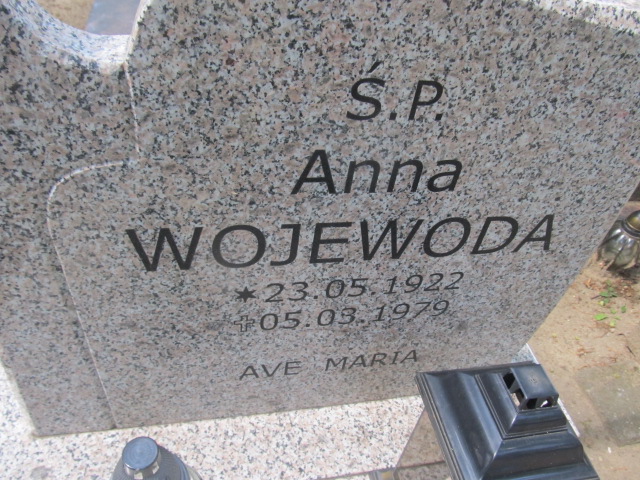 Ś.P.
Anna
WOJEWODA
★23.05.1922
✝05.03.1979
AVE MARIA